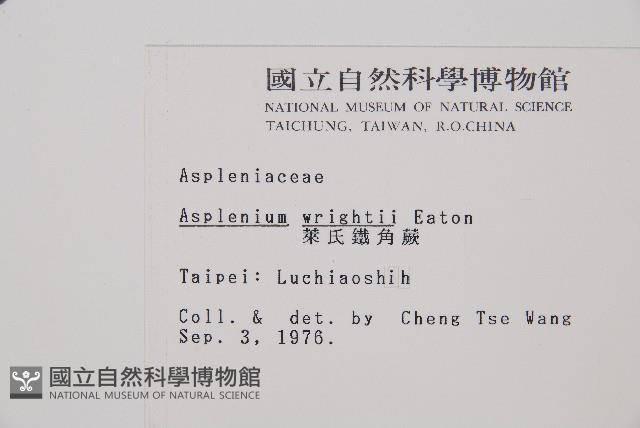 國立自然科學博物館
NATIONAL MUSEUM OF NATURAL SCIENCE
TAICHUNG, TAIWAN, R.O.CHINA
Aspleniaceae
Asplenium wrightii Eaton
萊氏鐵角蕨
Taipei: Luchiaoshih
Coll. & det. by Cheng Tse Wang
Sep. 3, 1976.
國立自然科學博物館
NATIONAL MUSEUM OF NATURAL SCIENCE